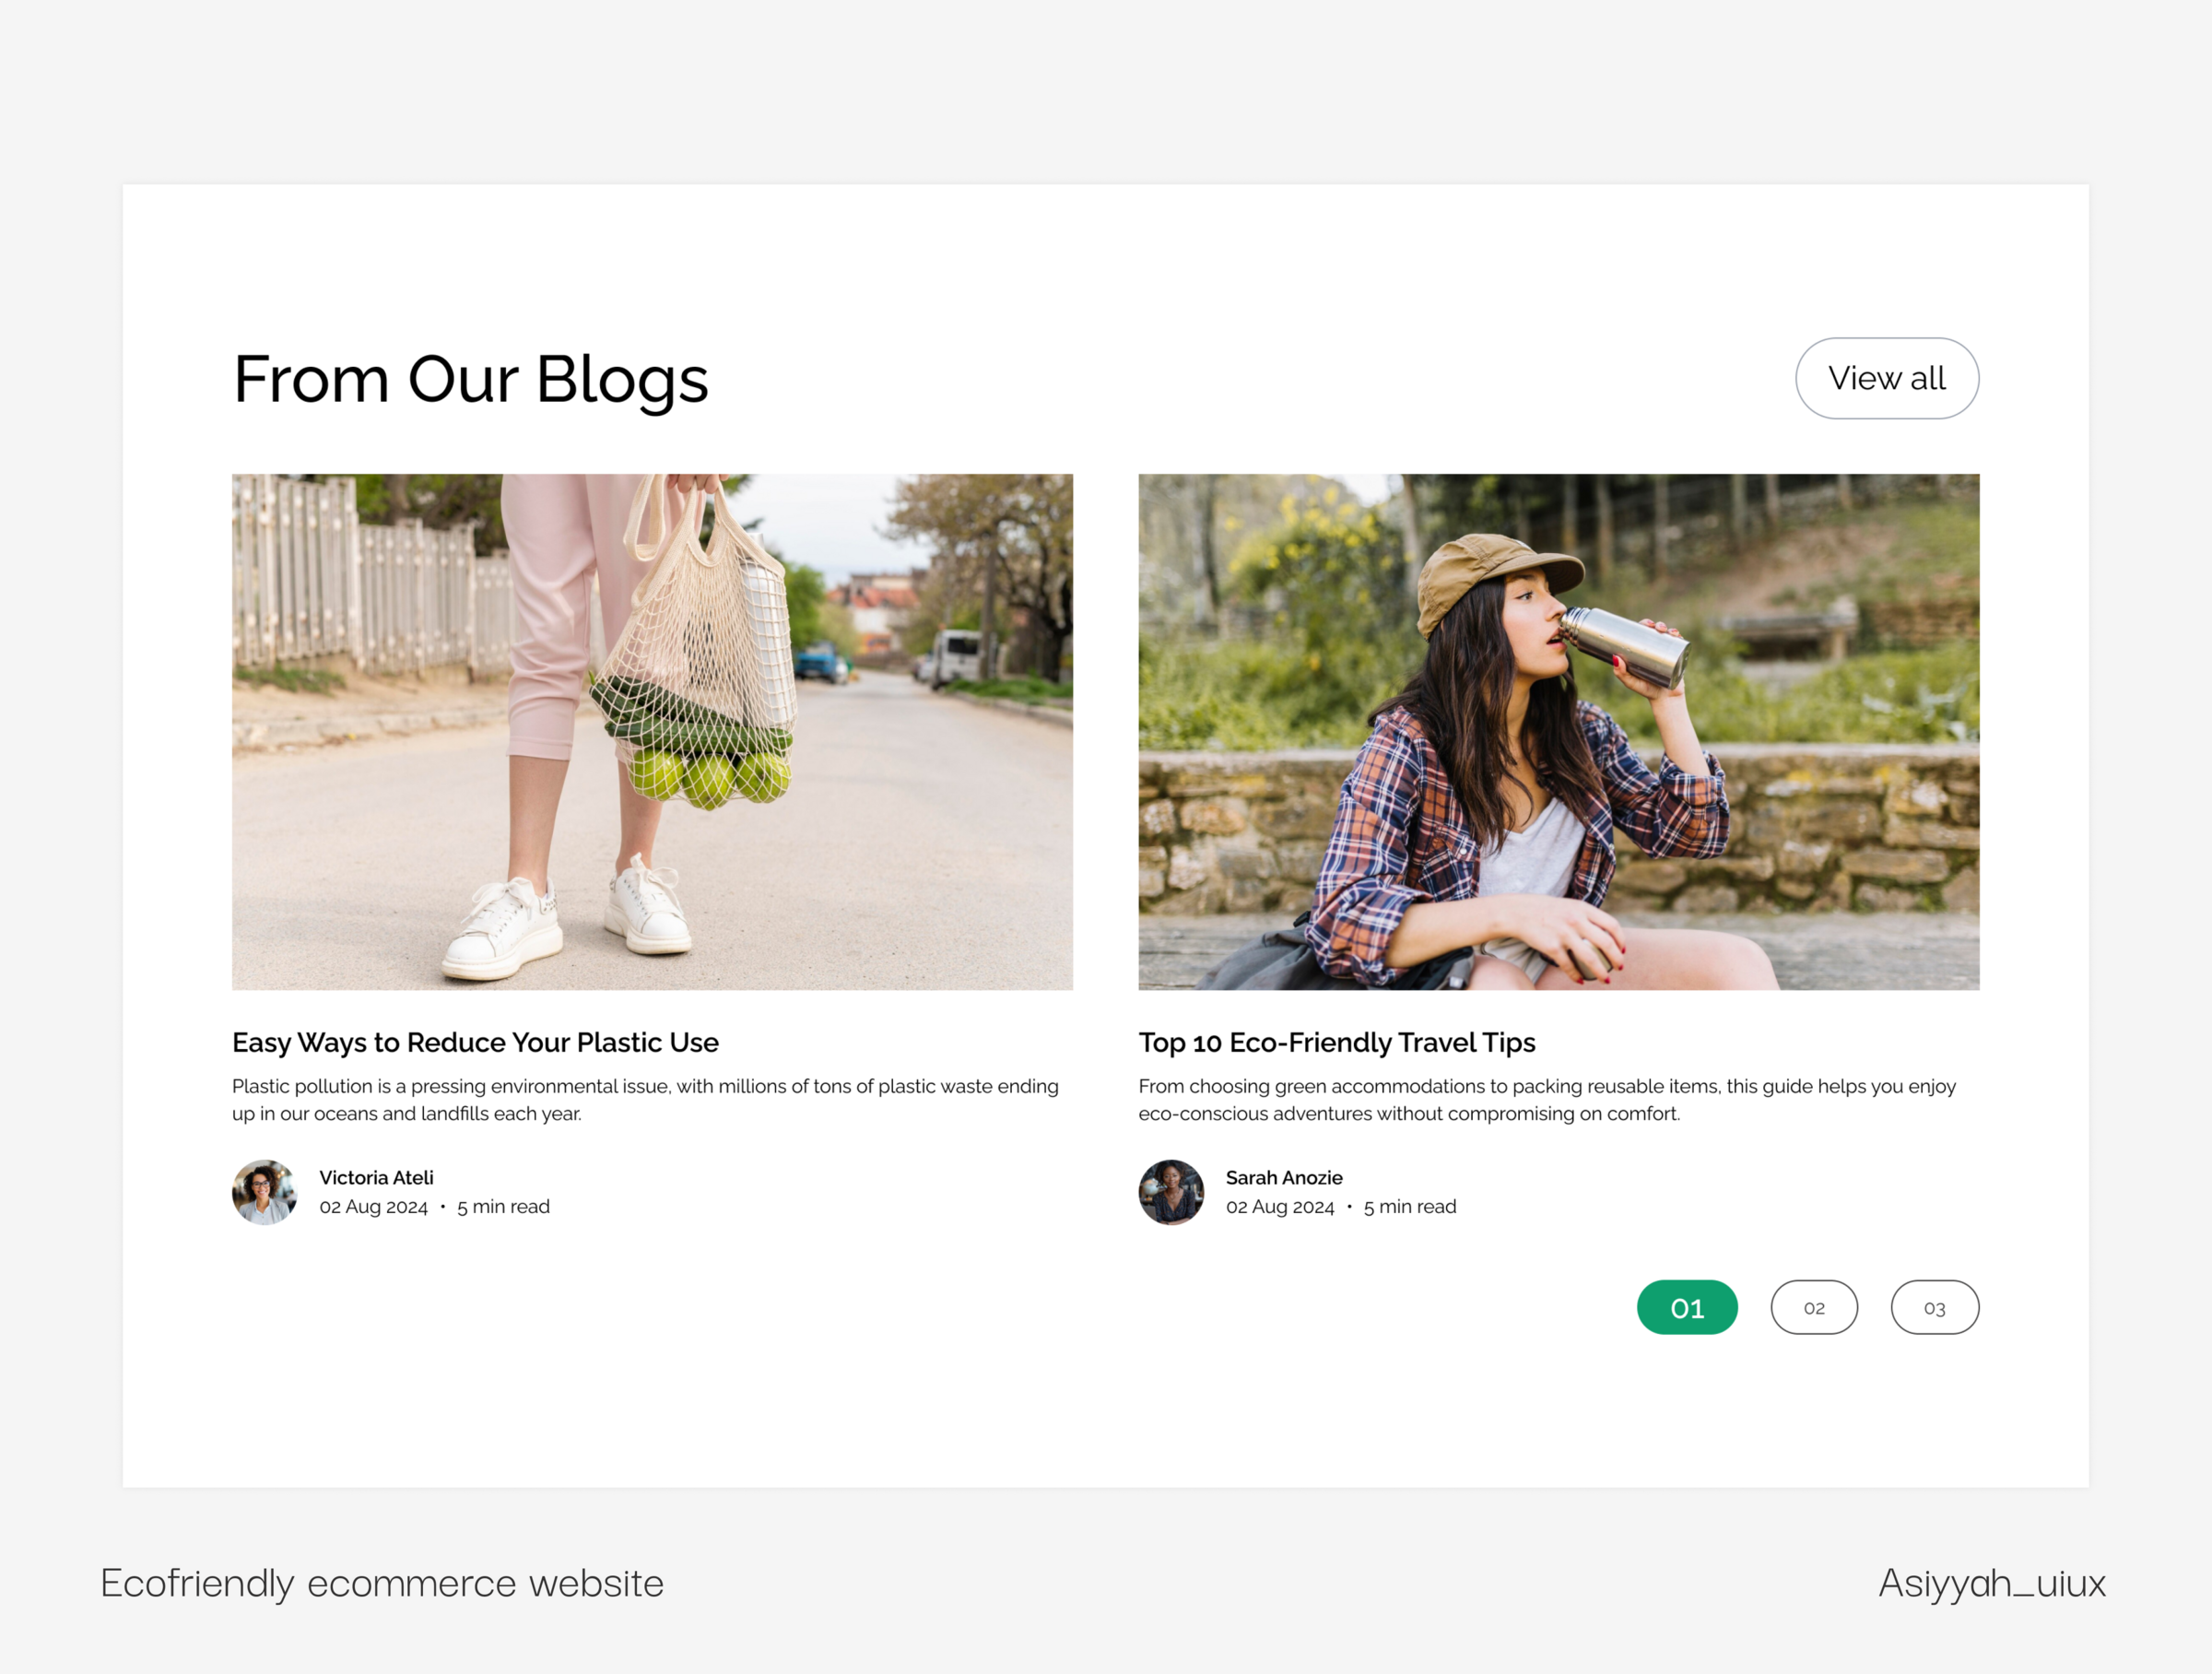 From Our Blogs
View all
Easy Ways to Reduce Your Plastic Use
Plastic pollution is a pressing environmental issue, with millions of tons of plastic waste ending
up in our oceans and landfills each year.
Victoria Ateli
02 Aug 2024 • 5 min read
Top 10 Eco-Friendly Travel Tips
From choosing green accommodations to packing reusable items, this guide helps you enjoy
eco-conscious adventures without compromising on comfort.
Sarah Anozie
02 Aug 2024 • 5 min read
01
02
03
Ecofriendly ecommerce website
Asiyyah_uiux